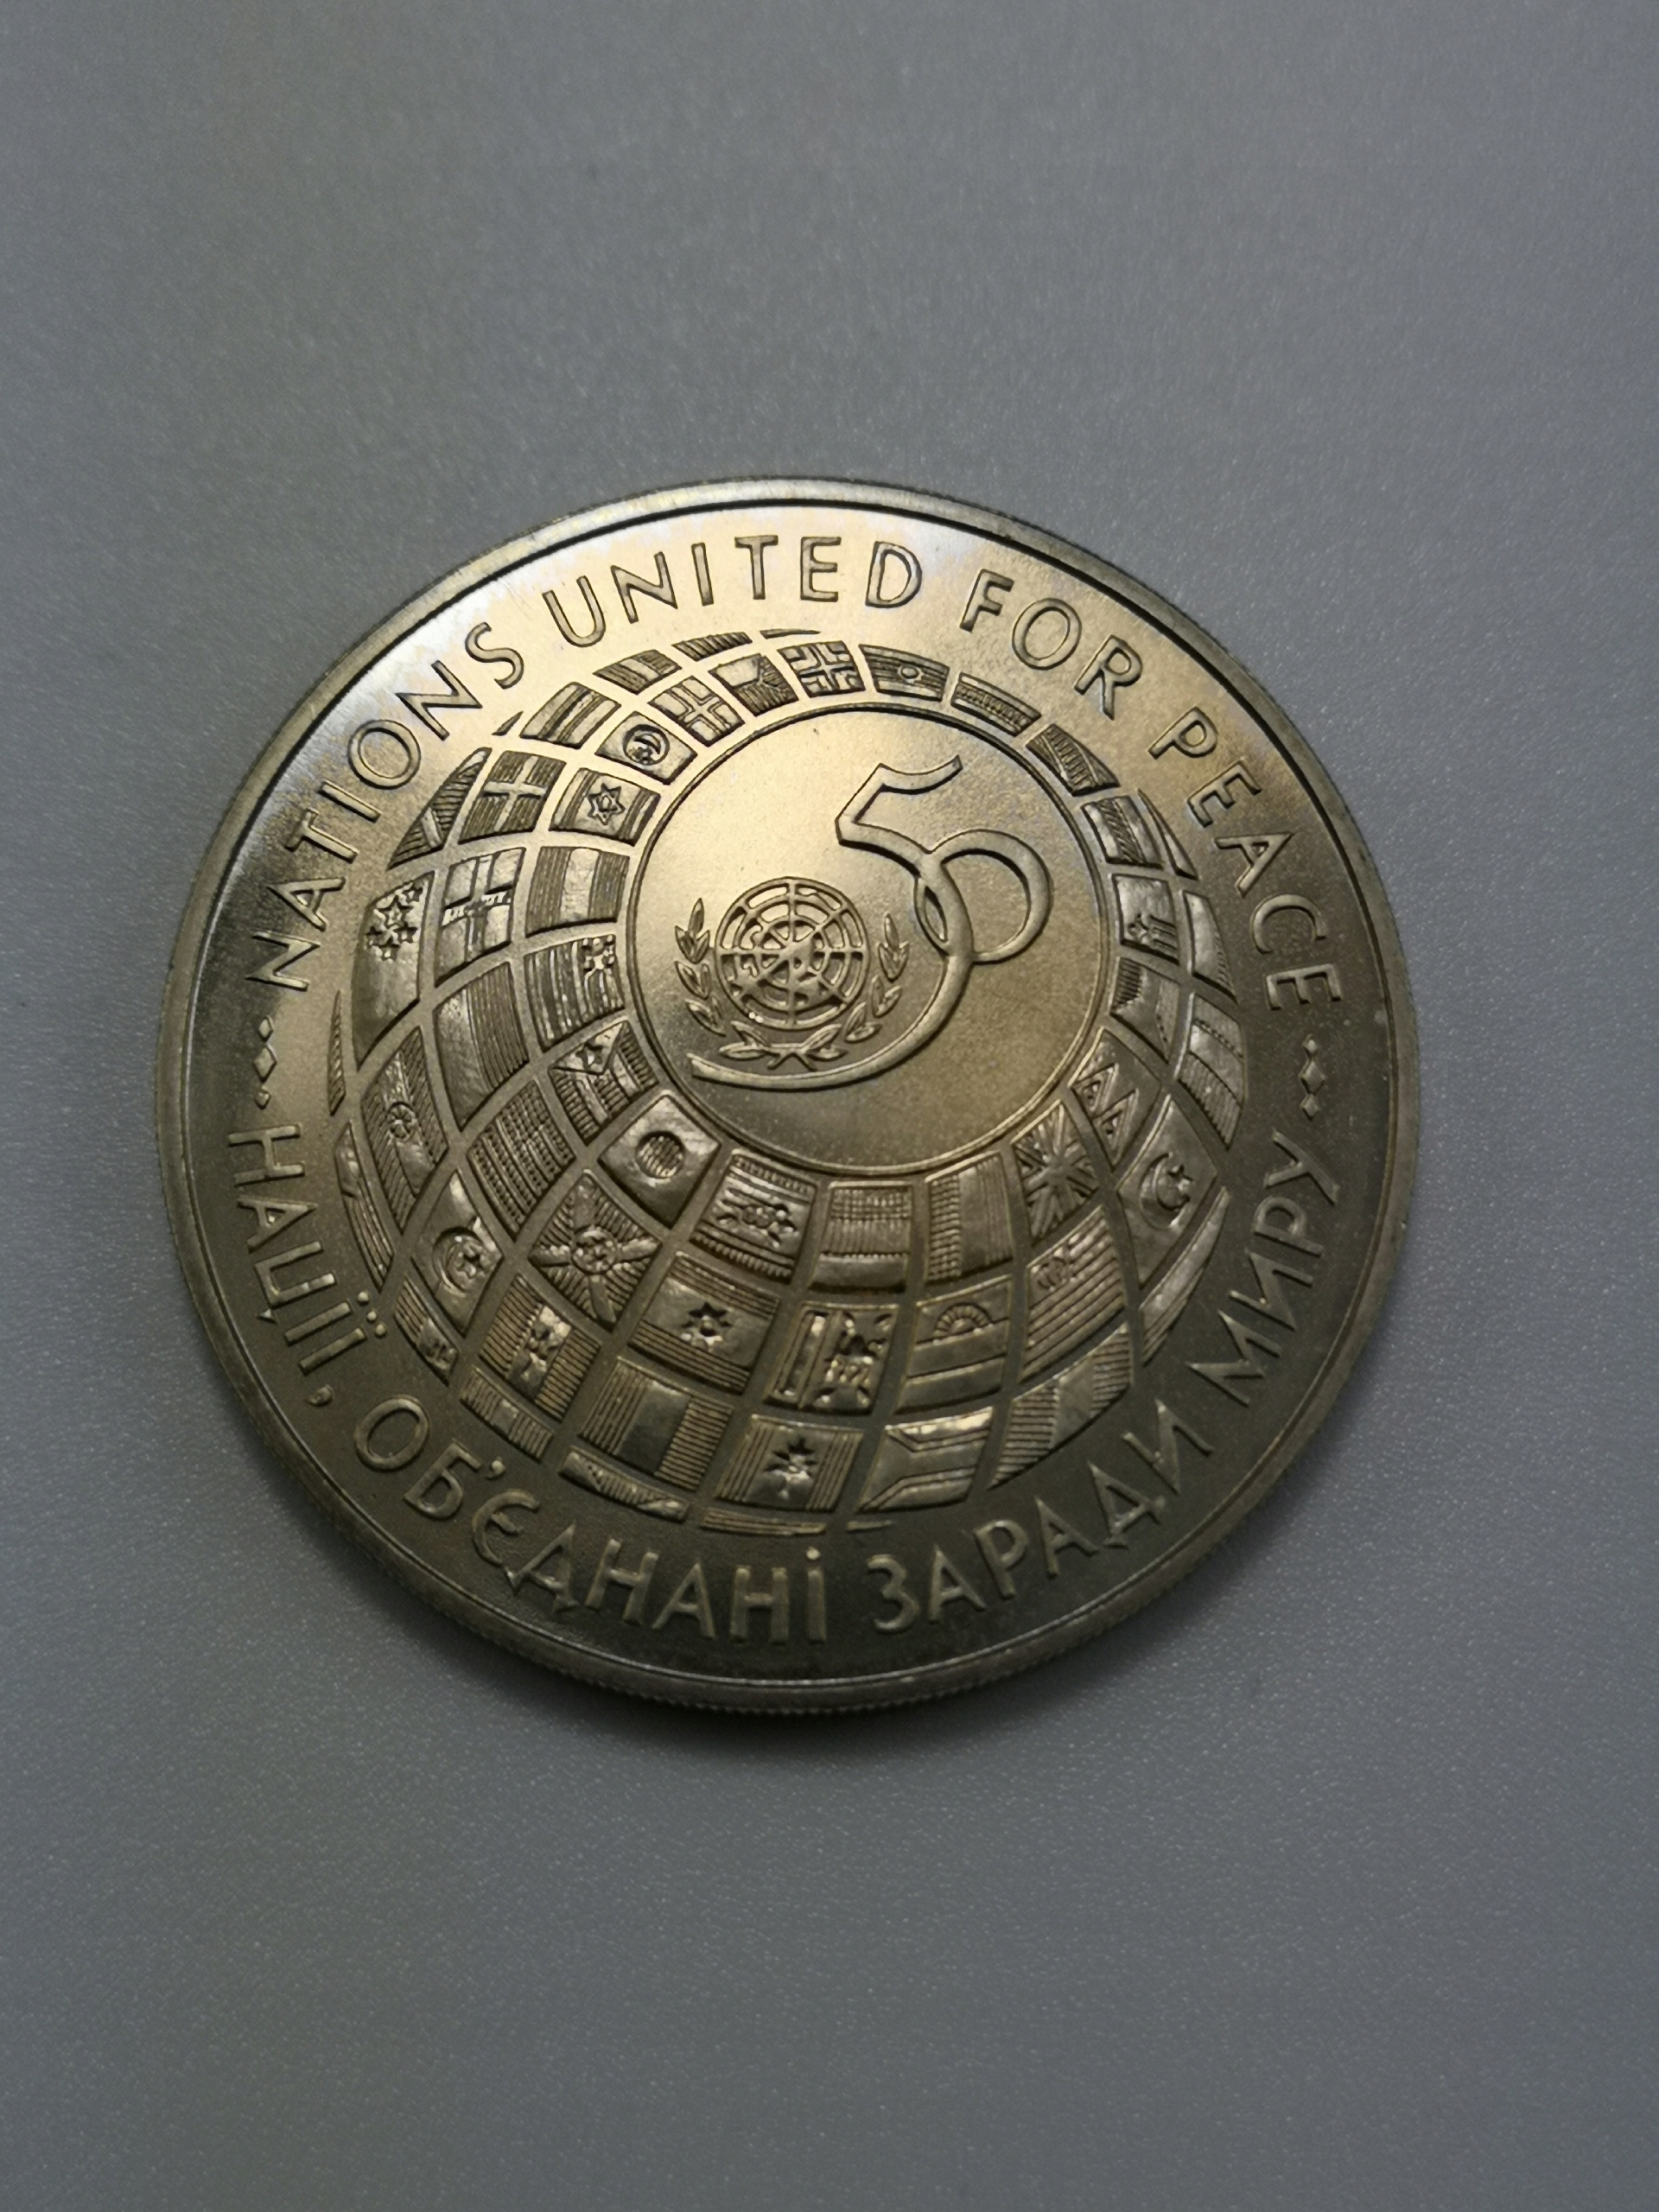 NATIONS UNITED FOR PEACE
50
НАЦІЇ, ОБ'ЄДНАНІ ЗАРАДИ МИРУ